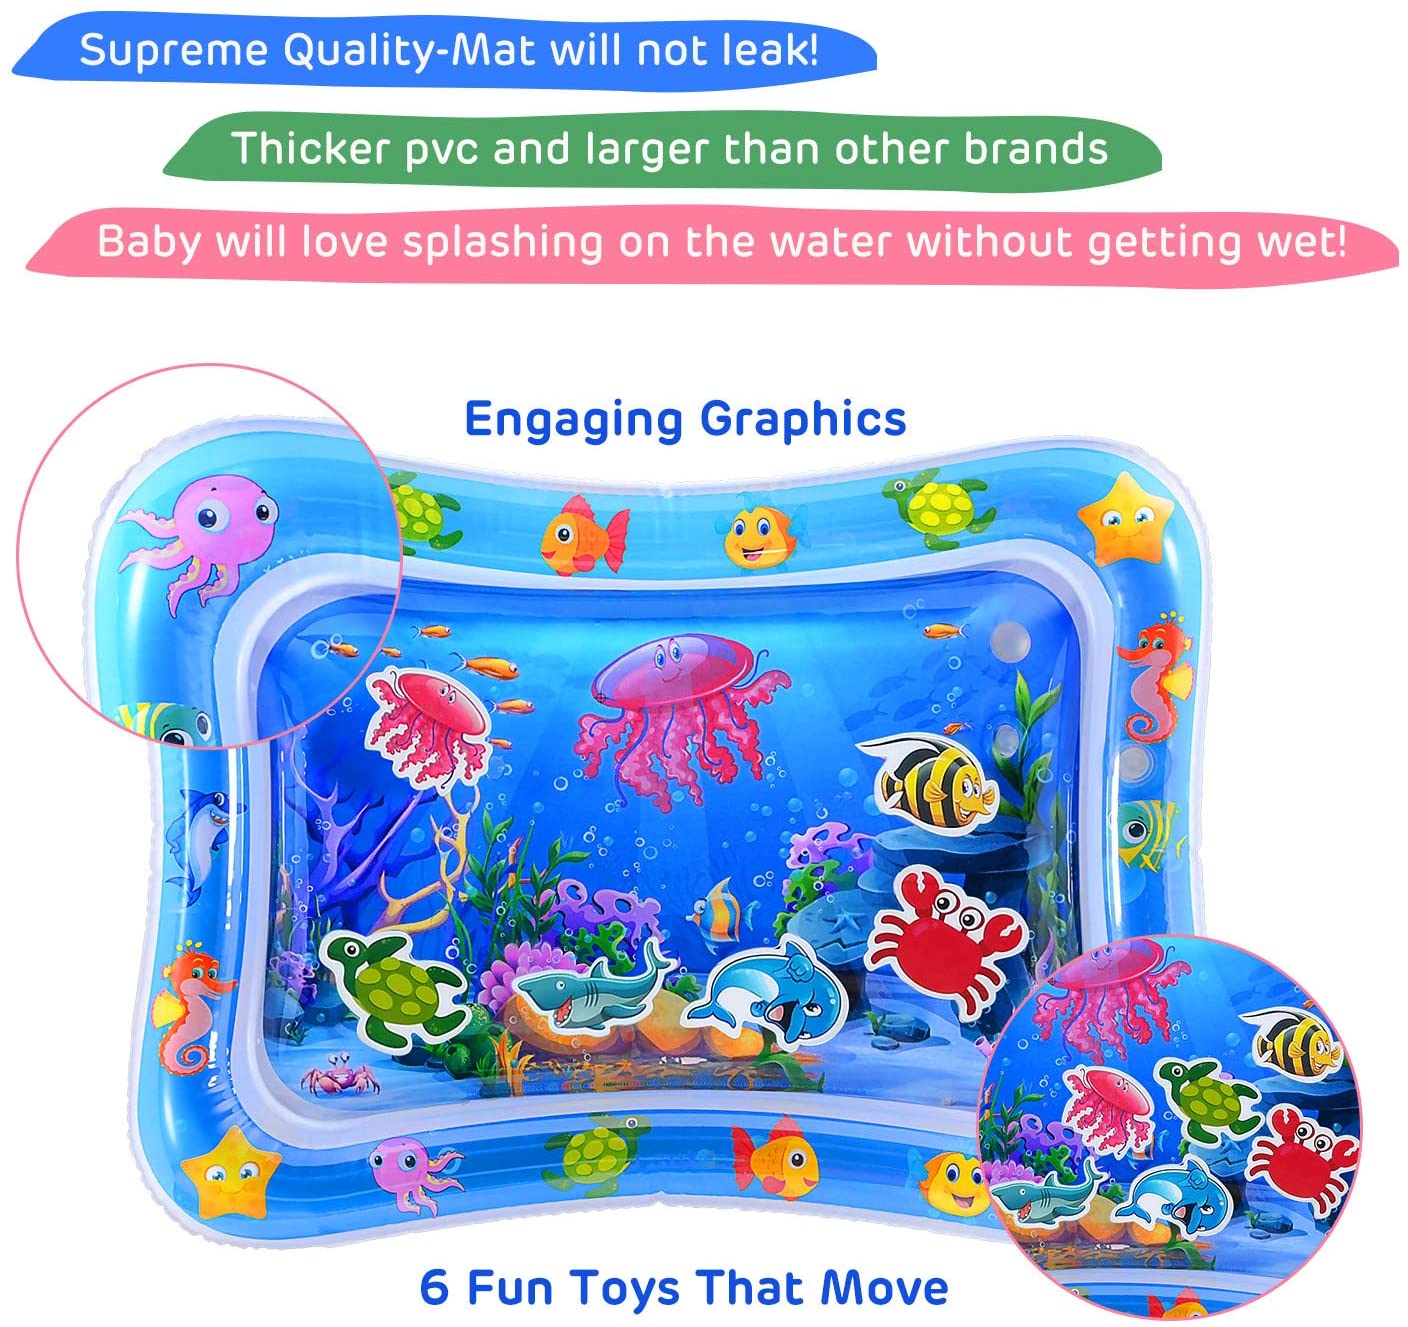 Supreme Quality-Mat will not leak!
Thicker pvc and larger than other brands
Baby will love splashing on the water without getting wet!
Engaging Graphics
6 Fun Toys That Move